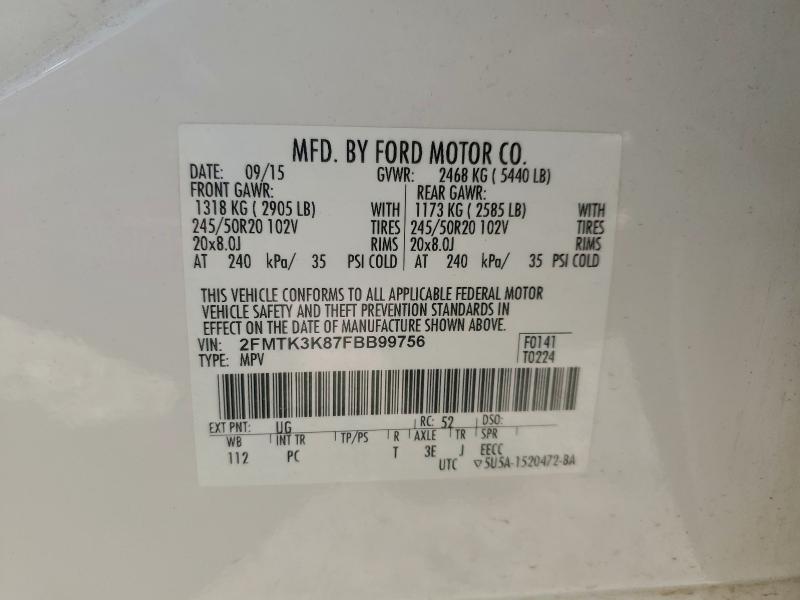 MFD. BY FORD MOTOR CO.
DATE: 09/15 GVWR: 2468 KG ( 5440 LB)
FRONT GAWR: REAR GAWR:
1318 KG ( 2905 LB) WITH 1173 KG ( 2585 LB) WITH
245/50R20 102V TIRES 245/50R20 102V TIRES
20x8.0J RIMS 20x8.0J RIMS
AT 240 kPa/ 35 PSI COLD AT 240 kPa/ 35 PSI COLD
THIS VEHICLE CONFORMS TO ALL APPLICABLE FEDERAL MOTOR
VEHICLE SAFETY AND THEFT PREVENTION STANDARDS IN
EFFECT ON THE DATE OF MANUFACTURE SHOWN ABOVE.
VIN: 2FMTK3K87FBB99756 F0141
TYPE: MPV T0224
EXT PNT: UG RC: 52 DSO:
WB INT TR TP/PS R AXLE TR SPR
112 PC T 3E J EECC
UTC ▽5U5A-1520472-BA